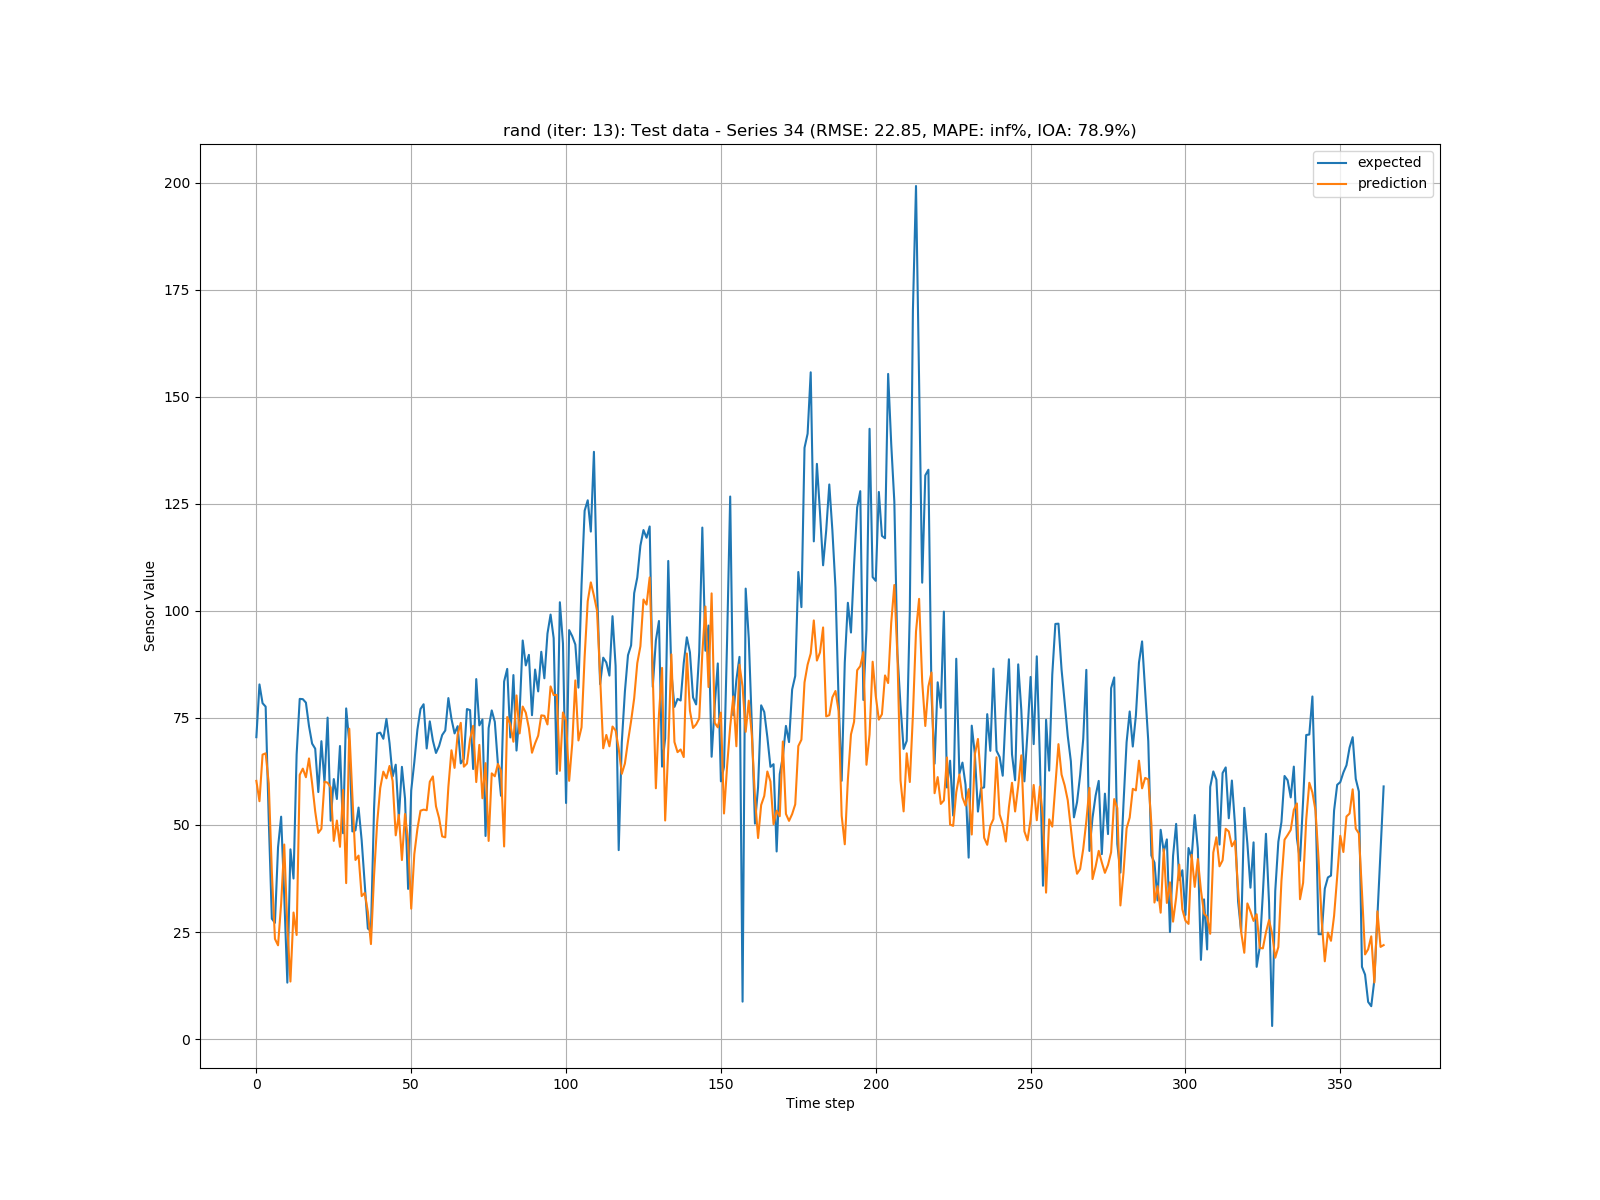 rand (iter: 13): Test data - Series 34 (RMSE: 22.85, MAPE: inf%, IOA: 78.9%)
expected
prediction
200
175
150
125
100
75
50
25
0
Sensor Value
0 50 100 150 200 250 300 350
Time step